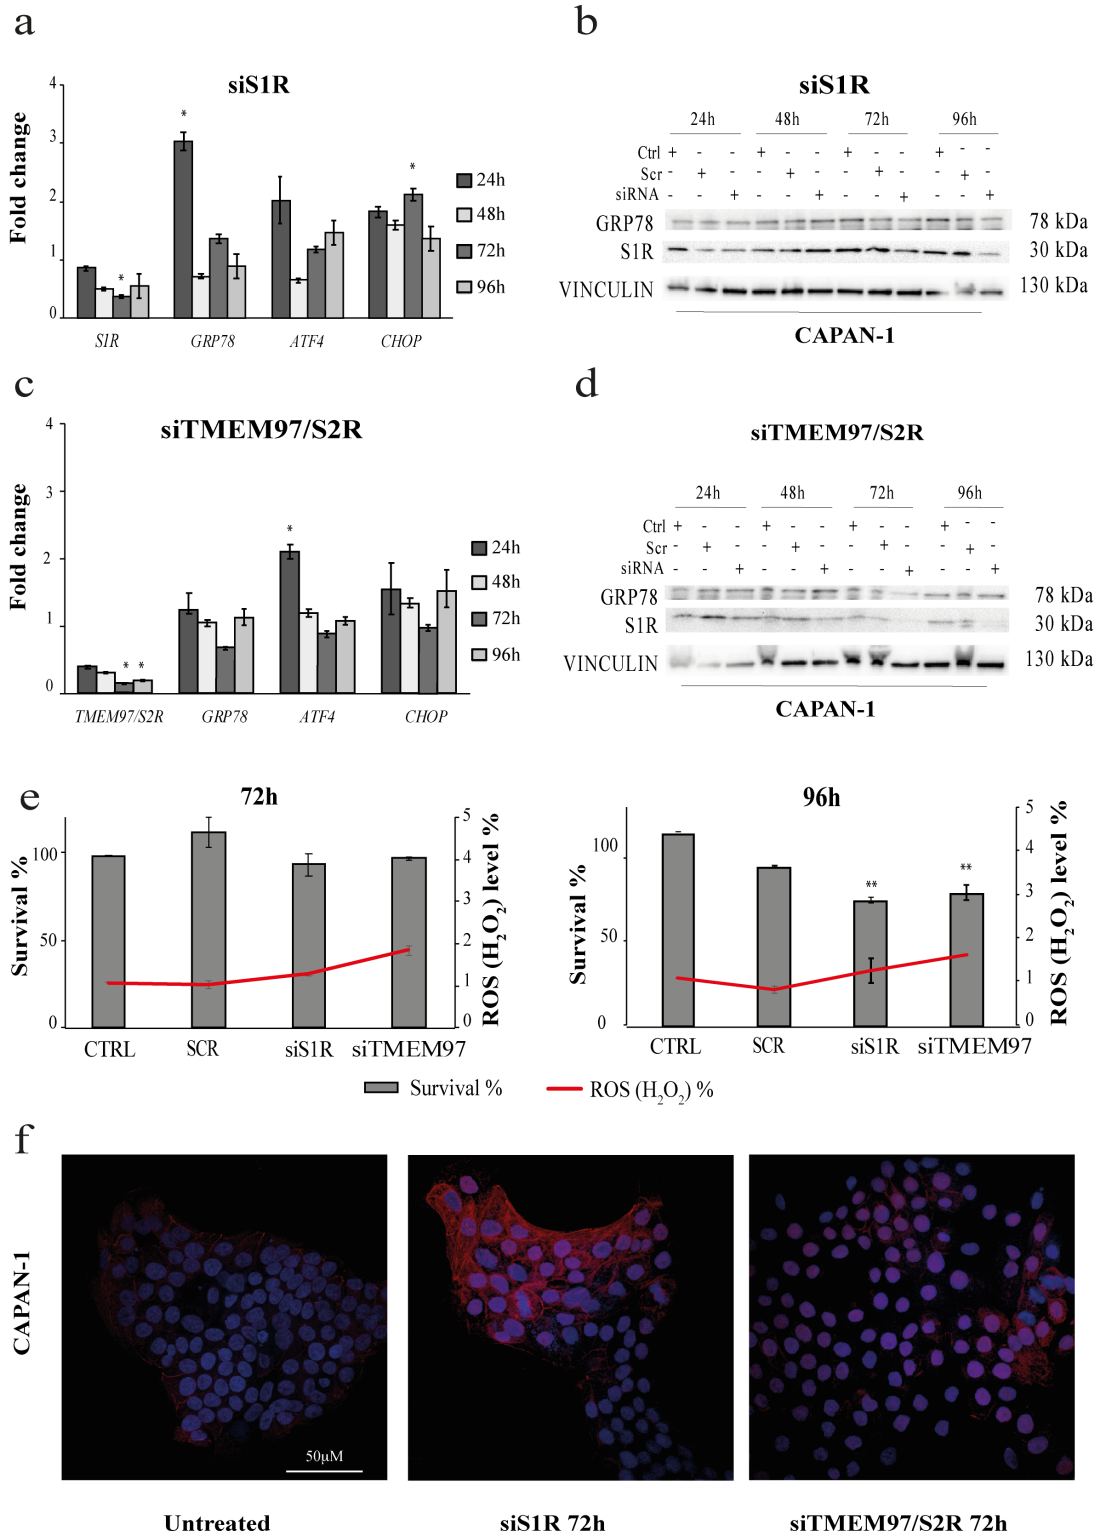 a
siS1R
Fold change
4
3
2
1
0
*
*
*
24h
48h
72h
96h
S1R GRP78 ATF4 CHOP
b
siS1R
24h 48h 72h 96h
Ctrl + - - + - - + - - + - -
Scr - + - - + - - + - - + -
siRNA - - + - - + - - + - - +
GRP78 78 kDa
S1R 30 kDa
VINCULIN 130 kDa
CAPAN-1
c
siTMEM97/S2R
Fold change
4
3
2
1
0
*
* *
24h
48h
72h
96h
TMEM97/S2R GRP78 ATF4 CHOP
d
siTMEM97/S2R
24h 48h 72h 96h
Ctrl + - - + - - + - - + - -
Scr - + - - + - - + - - + -
siRNA - - + - - + - - + - - +
GRP78 78 kDa
S1R 30 kDa
VINCULIN 130 kDa
CAPAN-1
e
72h
Survival %
100
50
0
5
4
3
2
1
0
ROS (H₂O₂) level %
CTRL SCR siS1R siTMEM97
96h
Survival %
100
50
0
** **
5
4
3
2
1
0
ROS (H₂O₂) level %
CTRL SCR siS1R siTMEM97
Survival % ROS (H₂O₂) %
f
CAPAN-1
50µM
Untreated siS1R 72h siTMEM97/S2R 72h